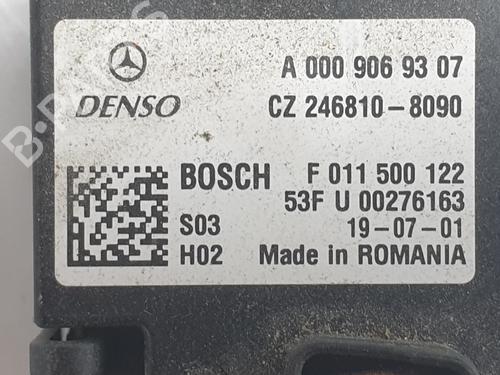 A 000 906 93 07
DENSO
CZ 246810-8090
BOSCH
F 011 500 122
53F U 00276163
S03
19-07-01
H02
Made in ROMANIA